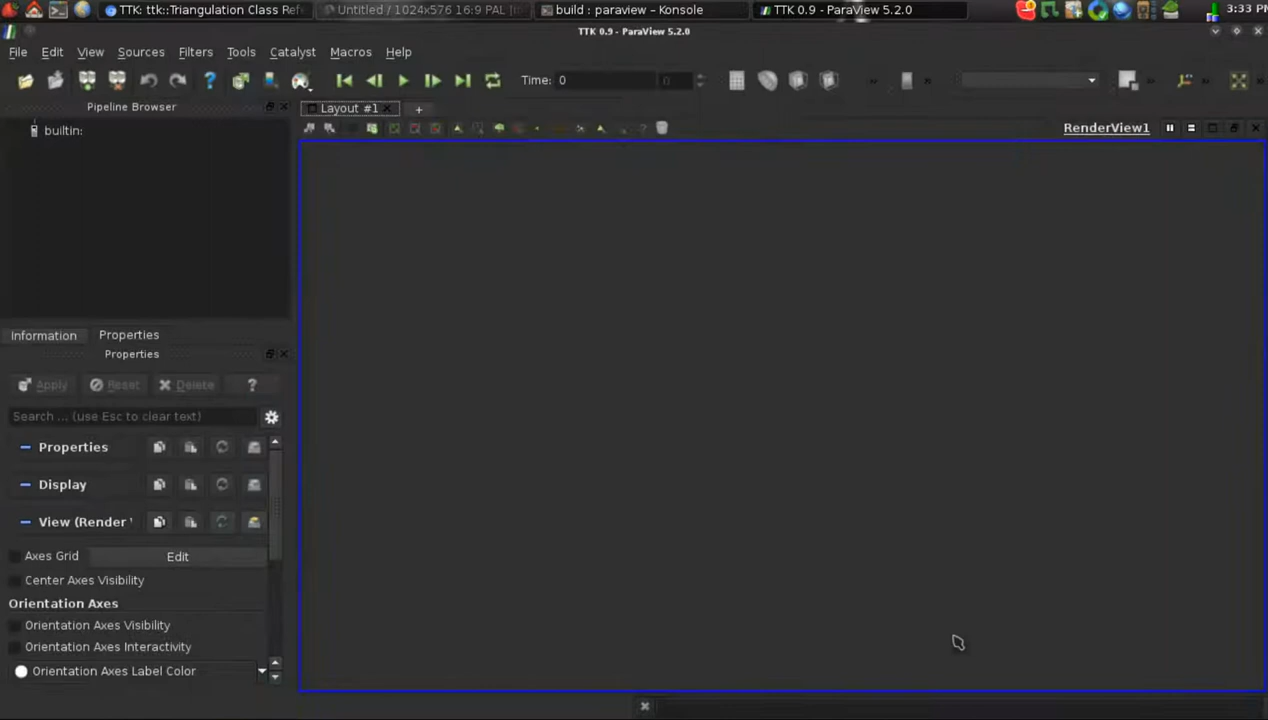 TTK: ttk::Triangulation Class Refe
Untitled / 1024x576 16:9 PAL
build : paraview – Konsole
TTK 0.9 - ParaView 5.2.0
3:33 PM
TTK 0.9 - ParaView 5.2.0
File Edit View Sources Filters Tools Catalyst Macros Help
Time: 0 0
Pipeline Browser
Layout #1
builtin:
RenderView1
Information Properties
Properties
Apply Reset Delete ?
Search ... (use Esc to clear text)
Properties
Display
View (Render
Axes Grid Edit
Center Axes Visibility
Orientation Axes
Orientation Axes Visibility
Orientation Axes Interactivity
Orientation Axes Label Color